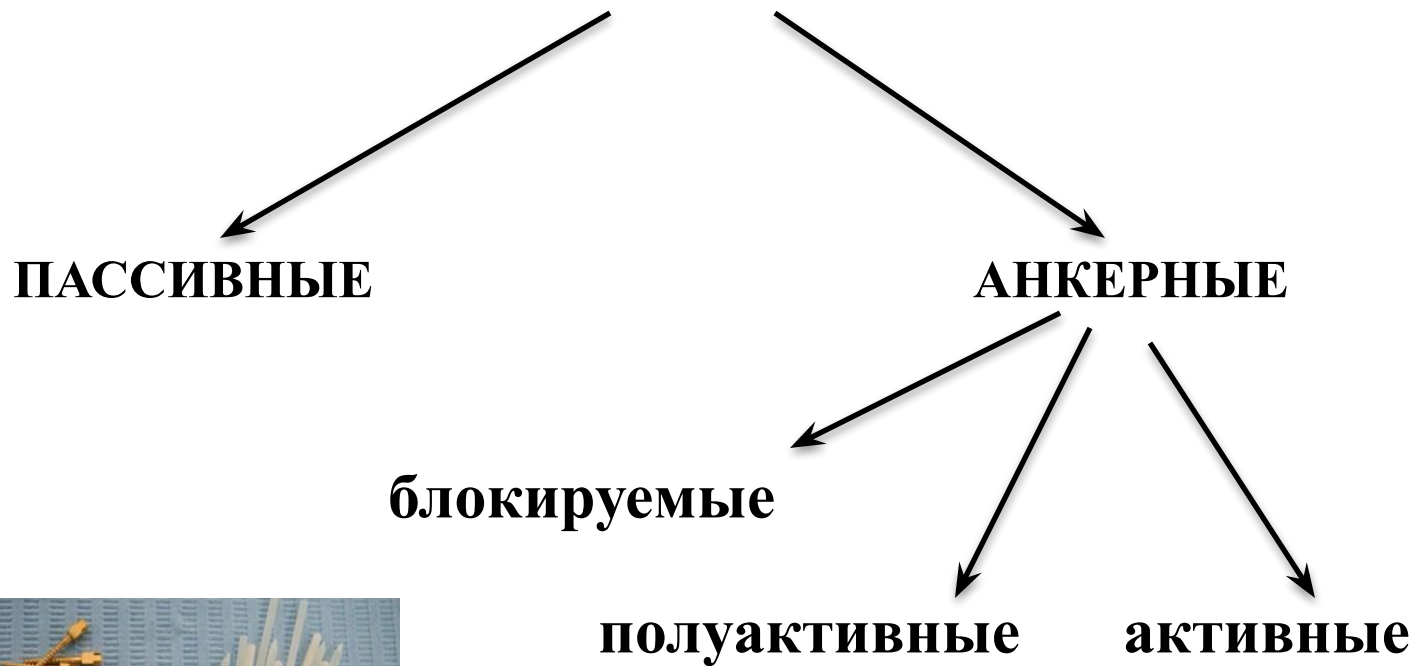 ПАССИВНЫЕ
АНКЕРНЫЕ
блокируемые
полуактивные
активные